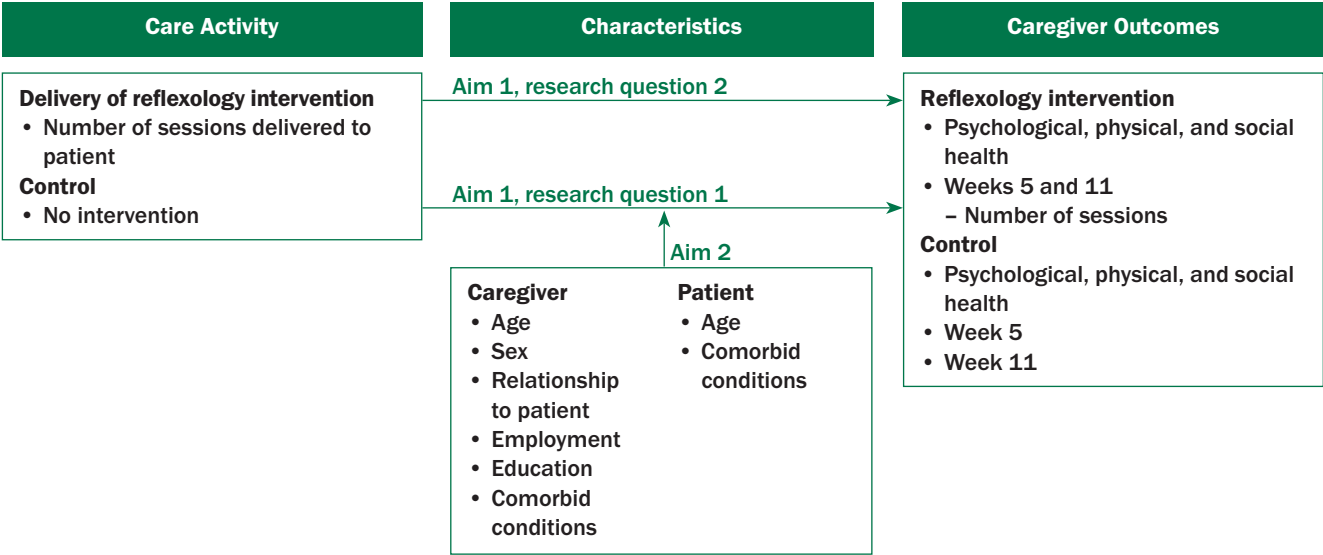 Care Activity
Characteristics
Caregiver Outcomes
Delivery of reflexology intervention
• Number of sessions delivered to
patient
Control
• No intervention
Aim 1, research question 2
Aim 1, research question 1
Aim 2
Caregiver
• Age
• Sex
• Relationship
to patient
• Employment
• Education
• Comorbid
conditions
Patient
• Age
• Comorbid
conditions
Reflexology intervention
• Psychological, physical, and social
health
• Weeks 5 and 11
– Number of sessions
Control
• Psychological, physical, and social
health
• Week 5
• Week 11